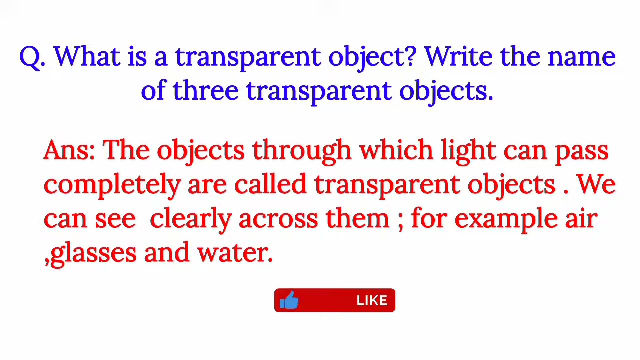 Q. What is a transparent object? Write the name
of three transparent objects.
Ans: The objects through which light can pass
completely are called transparent objects . We
can see  clearly across them ; for example air
,glasses and water.
LIKE